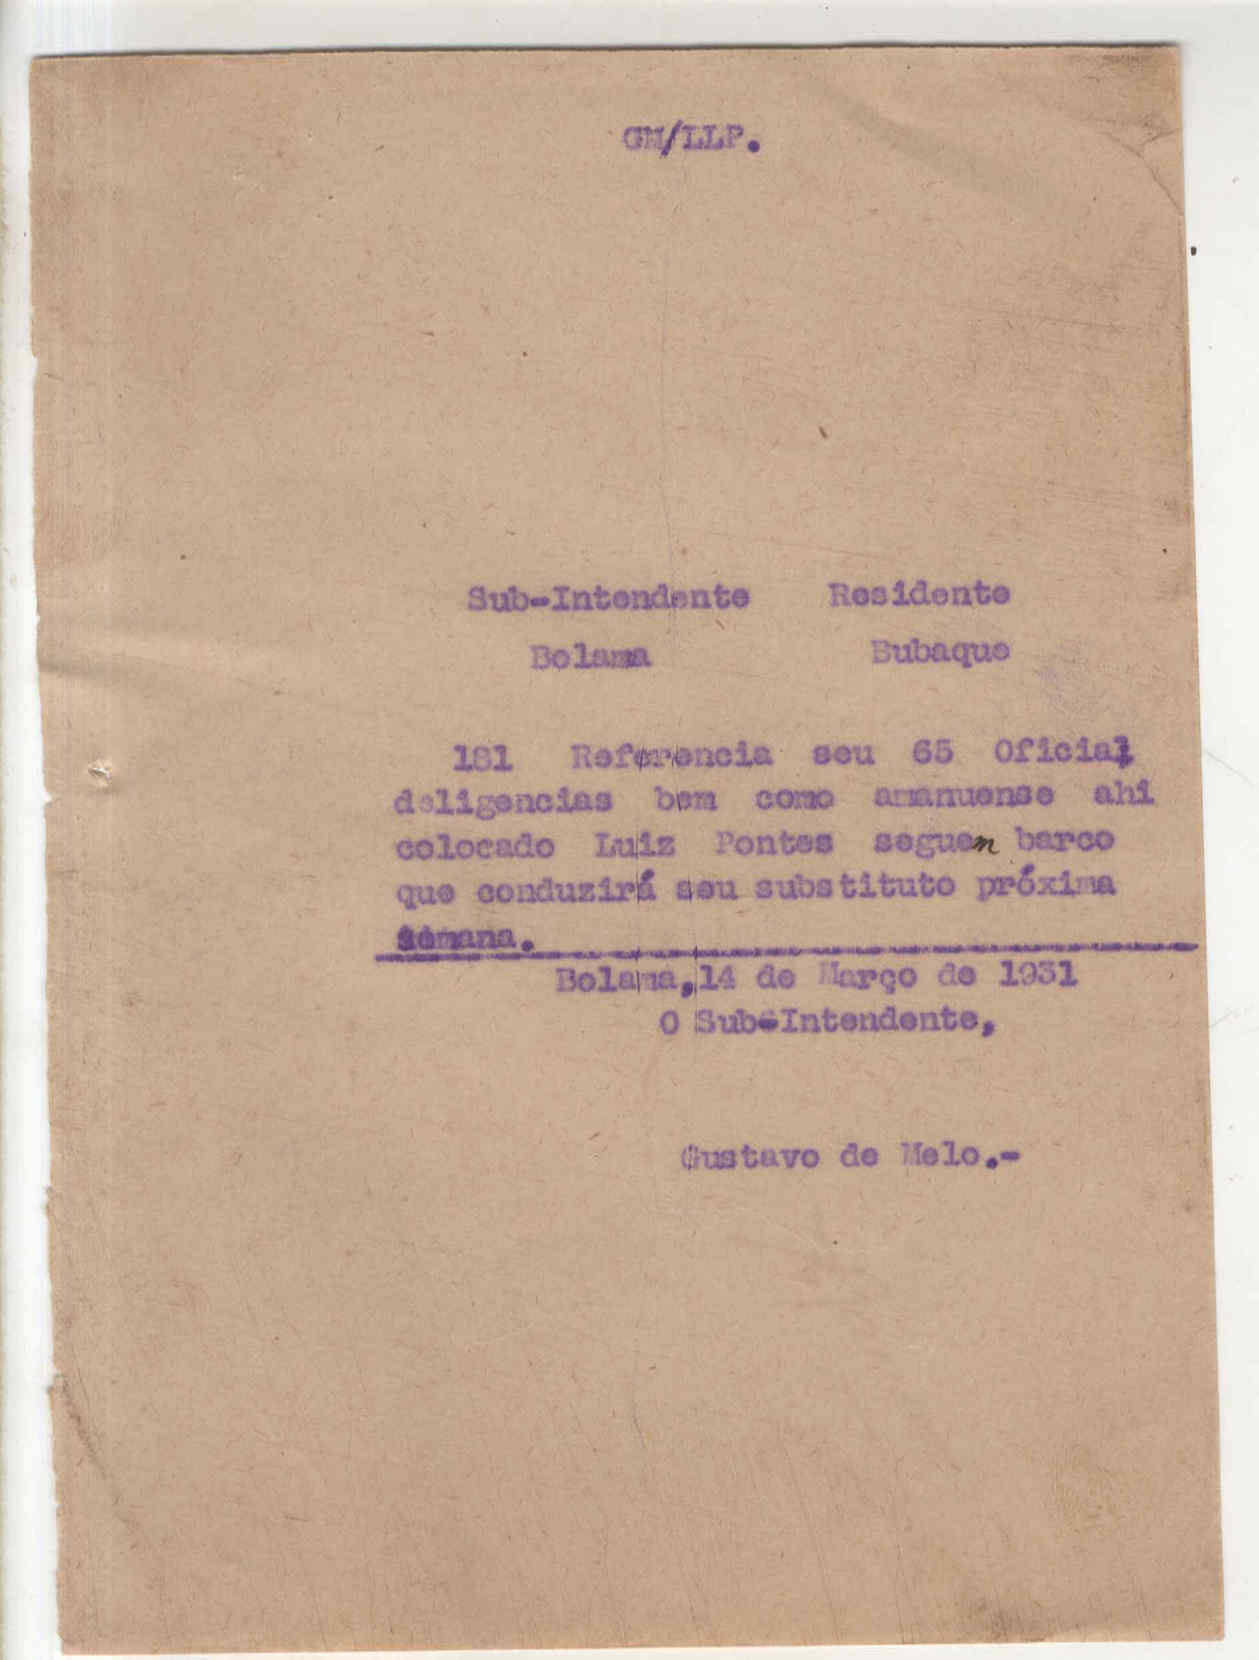 GM/LLP.
Sub-Intendente Residente
Bolama Bubaque
181 Referencia seu 65 Oficial
deligencias bem como amanuense ahi
colocado Luiz Pontes seguem barco
que conduzirá seu substituto próxima
semana.
Bolama,14 de Março de 1931
O Sub-Intendente,
Gustavo de Melo.-